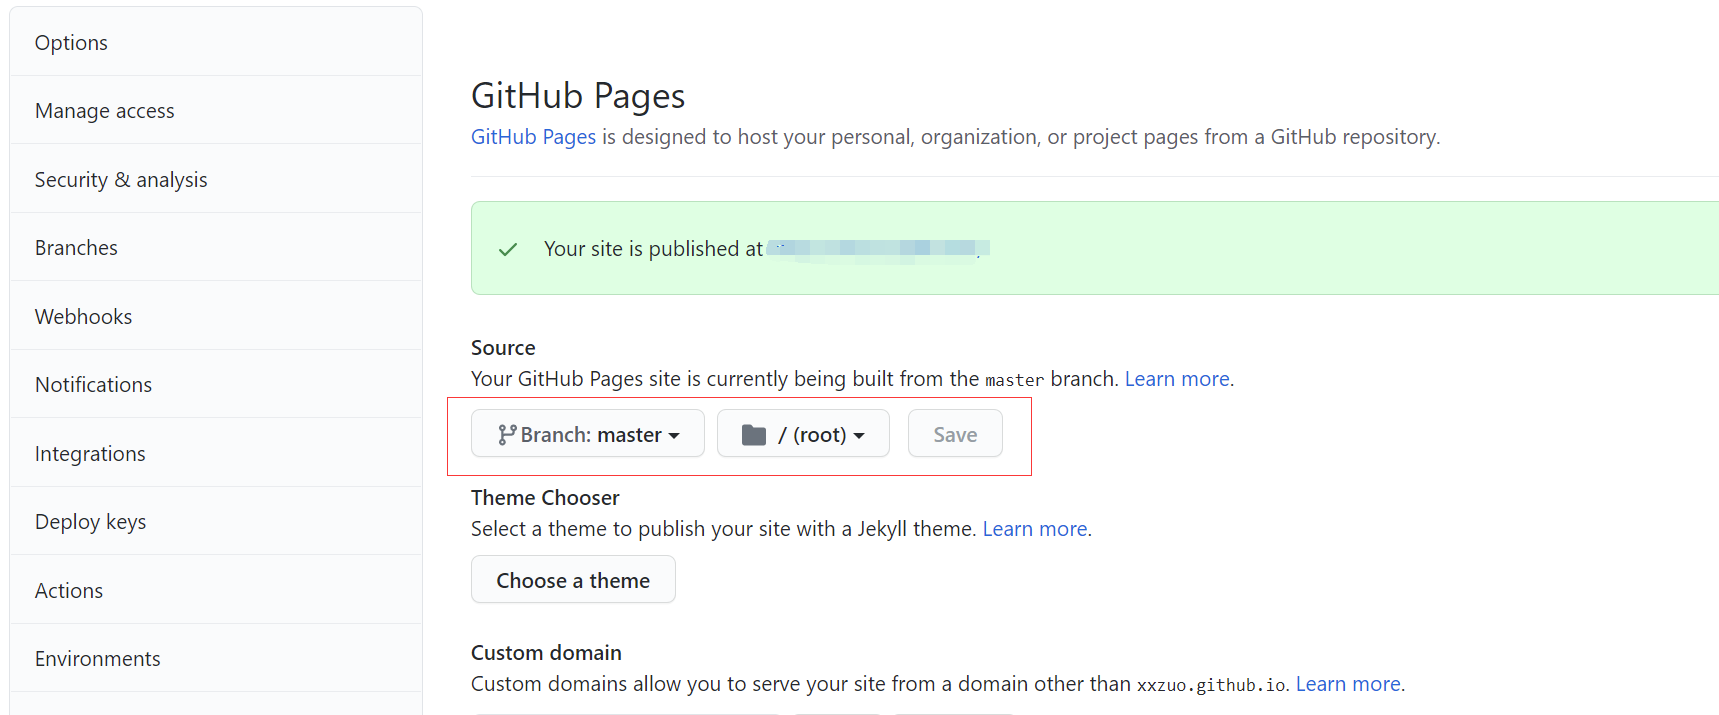 Options
Manage access
Security & analysis
Branches
Webhooks
Notifications
Integrations
Deploy keys
Actions
Environments
GitHub Pages
GitHub Pages is designed to host your personal, organization, or project pages from a GitHub repository.
Your site is published at
Source
Your GitHub Pages site is currently being built from the master branch. Learn more.
Branch: master
/ (root)
Save
Theme Chooser
Select a theme to publish your site with a Jekyll theme. Learn more.
Choose a theme
Custom domain
Custom domains allow you to serve your site from a domain other than xxzuo.github.io. Learn more.